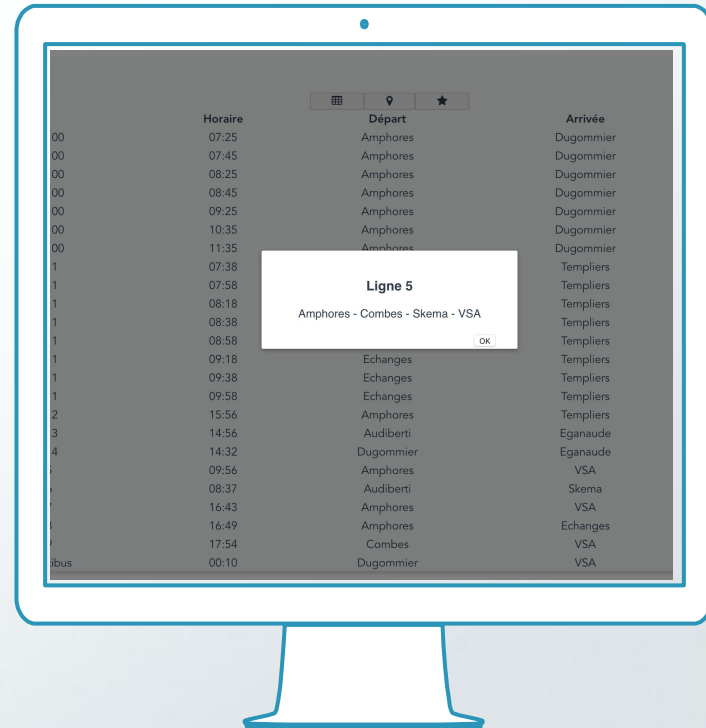 Horaire Départ Arrivée
00 07:25 Amphores Dugommier
00 07:45 Amphores Dugommier
00 08:25 Amphores Dugommier
00 08:45 Amphores Dugommier
00 09:25 Amphores Dugommier
00 10:35 Amphores Dugommier
00 11:35 Amphores Dugommier
1 07:38 Templiers
1 07:58 Templiers
1 08:18 Templiers
1 08:38 Templiers
1 08:58 Templiers
Ligne 5
Amphores - Combes - Skema - VSA
OK
1 09:18 Echanges Templiers
1 09:38 Echanges Templiers
1 09:58 Echanges Templiers
2 15:56 Amphores Templiers
3 14:56 Audiberti Eganaude
4 14:32 Dugommier Eganaude
09:56 Amphores VSA
08:37 Audiberti Skema
16:43 Amphores VSA
16:49 Amphores Echanges
17:54 Combes VSA
tibus 00:10 Dugommier VSA